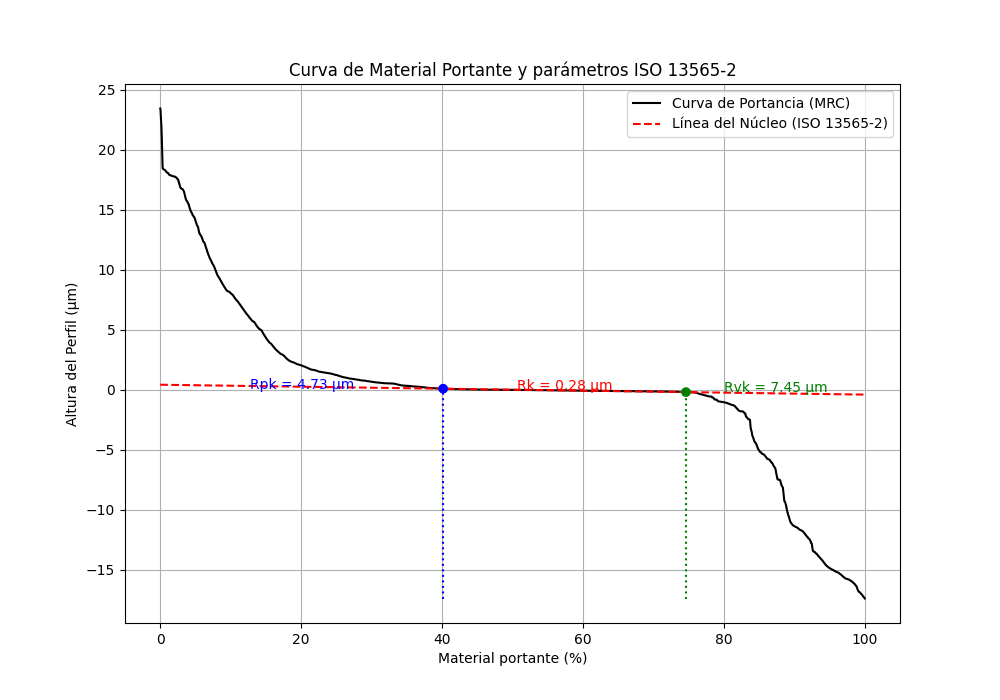 Curva de Material Portante y parámetros ISO 13565-2
Curva de Portancia (MRC)
Línea del Núcleo (ISO 13565-2)
Altura del Perfil (µm)
25
20
15
10
5
0
−5
−10
−15
Rpk = 4.73 µm
Rk = 0.28 µm
Rvk = 7.45 µm
0
20
40
60
80
100
Material portante (%)